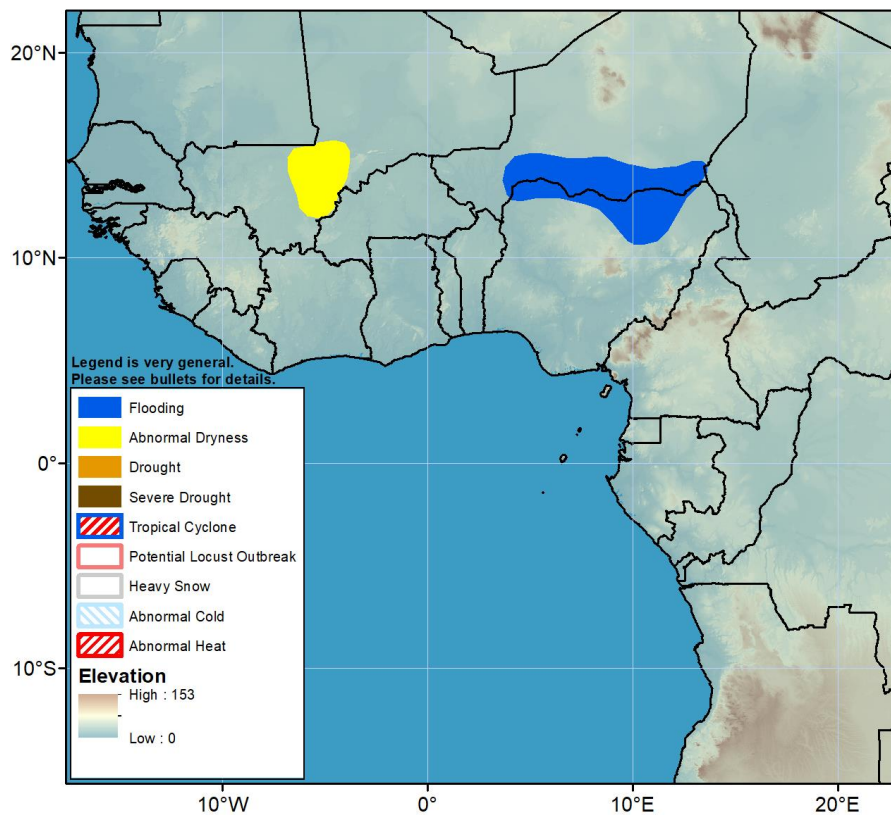 20°N
10°N
Legend is very general.
Please see bullets for details.
Flooding
Abnormal Dryness
0°
Drought
Severe Drought
Tropical Cyclone
Potential Locust Outbreak
Heavy Snow
Abnormal Cold
Abnormal Heat
10°S
Elevation
High : 153
Low : 0
10°W
0°
10°E
20°E